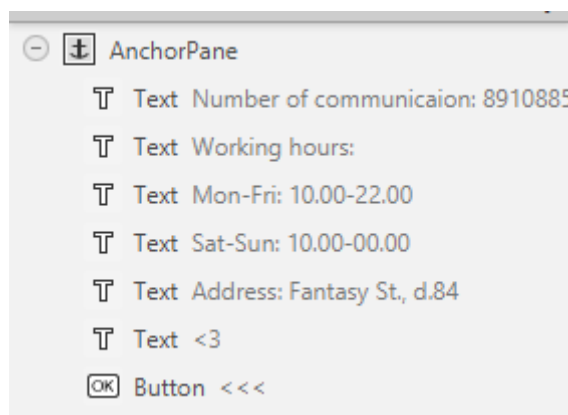 AnchorPane
Text Number of communicaion: 8910885
Text Working hours:
Text Mon-Fri: 10.00-22.00
Text Sat-Sun: 10.00-00.00
Text Address: Fantasy St., d.84
Text <3
OK Button <<<